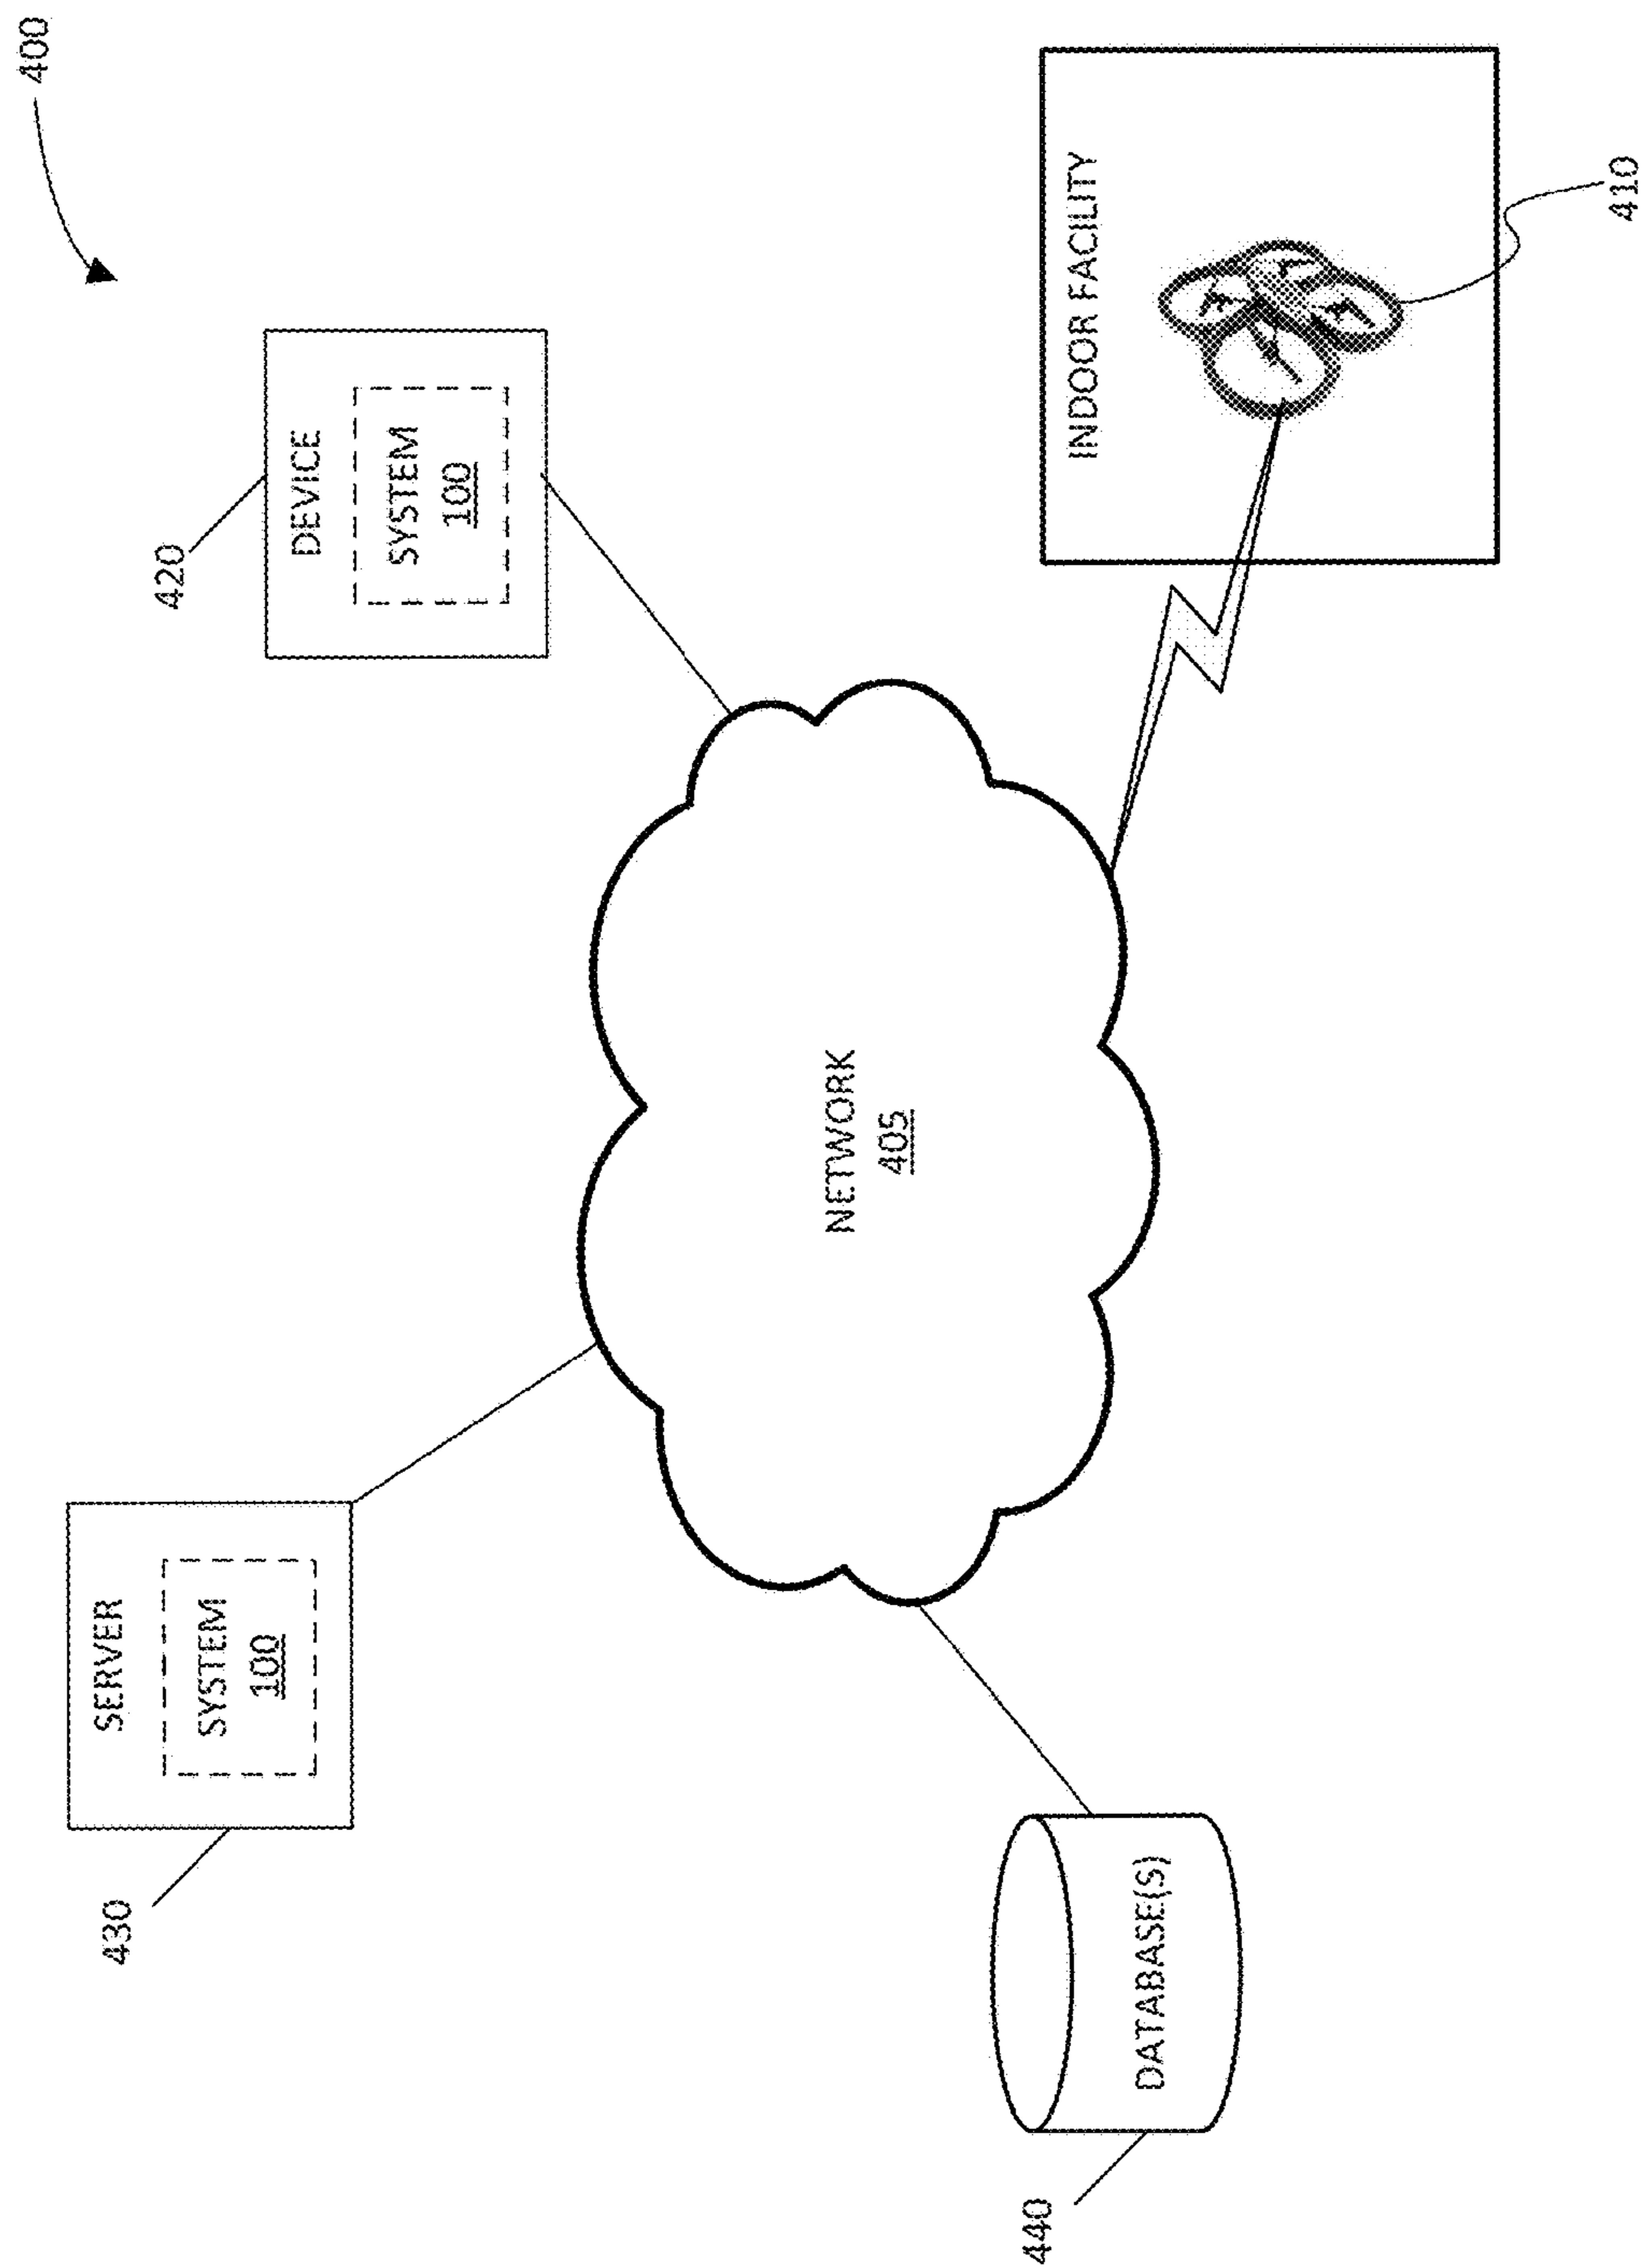 400
430
SERVER
SYSTEM
100
420
DEVICE
SYSTEM
100
NETWORK
405
440
DATABASE(S)
INDOOR FACILITY
410